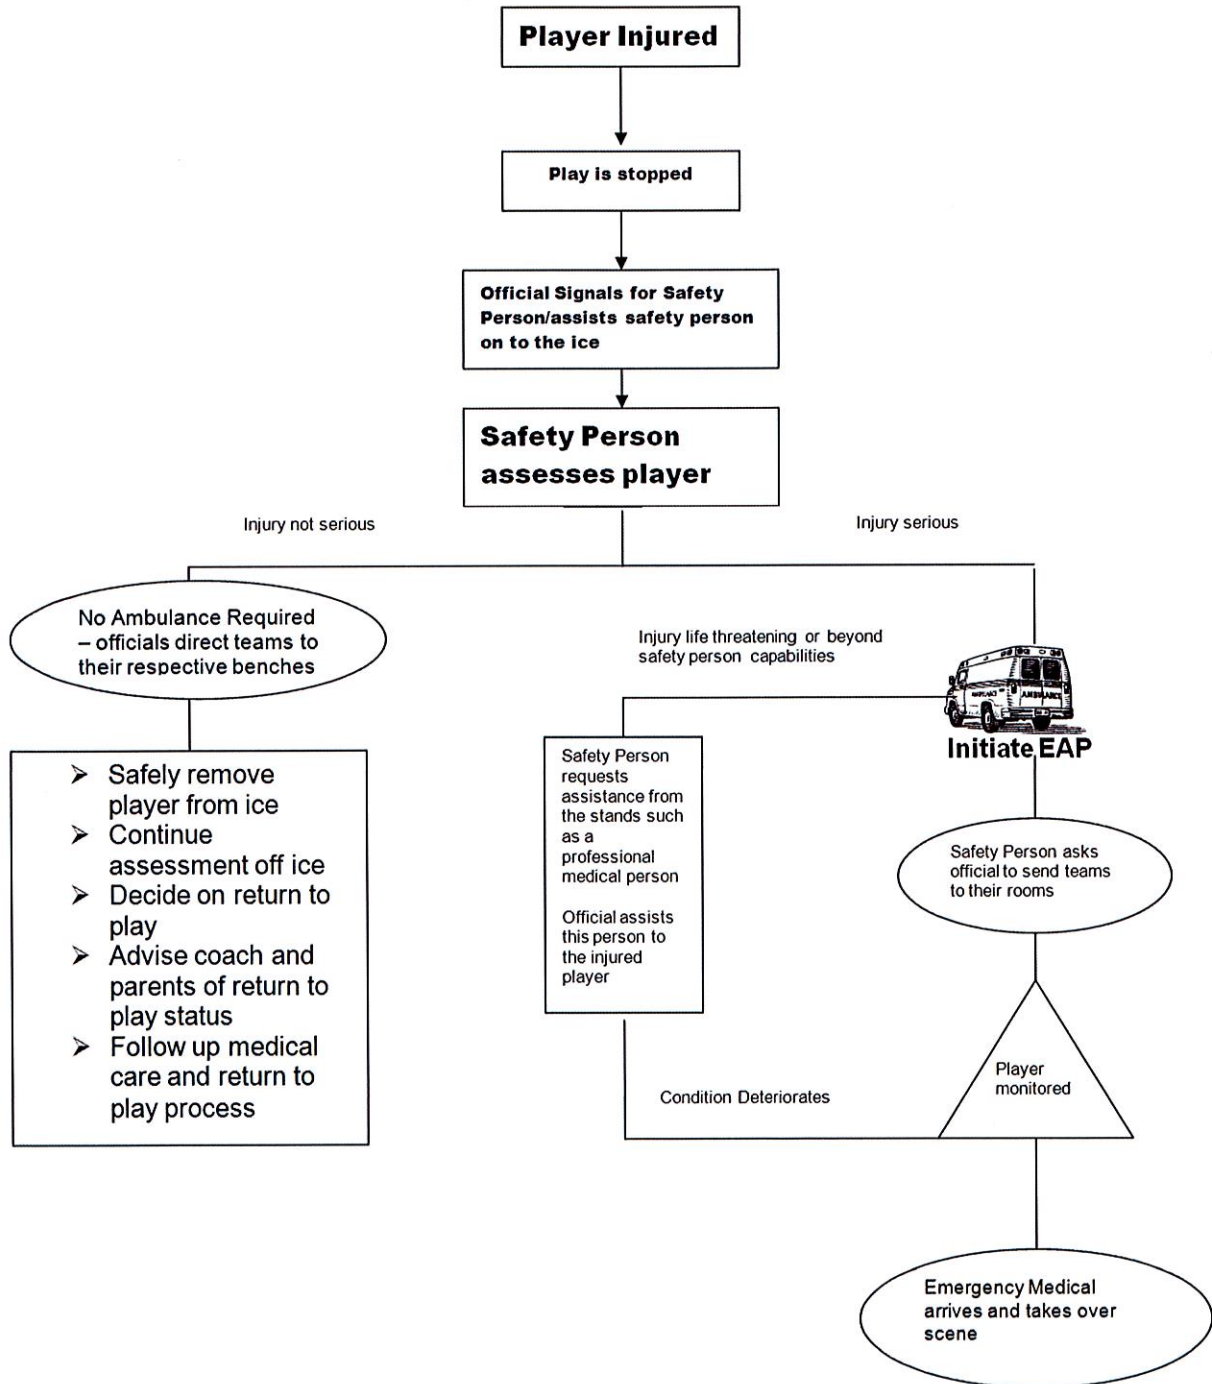 Player Injured
Play is stopped
Official Signals for Safety
Person/assists safety person
on to the ice
Safety Person
assesses player
Injury not serious
Injury serious
No Ambulance Required
– officials direct teams to
their respective benches
Injury life threatening or beyond
safety person capabilities
AMBULANCE
AMBULANCE
Initiate EAP
➢ Safely remove
player from ice
➢ Continue
assessment off ice
➢ Decide on return to
play
➢ Advise coach and
parents of return to
play status
➢ Follow up medical
care and return to
play process
Safety Person
requests
assistance from
the stands such
as a
professional
medical person
Official assists
this person to
the injured
player
Safety Person asks
official to send teams
to their rooms
Player
monitored
Condition Deteriorates
Emergency Medical
arrives and takes over
scene